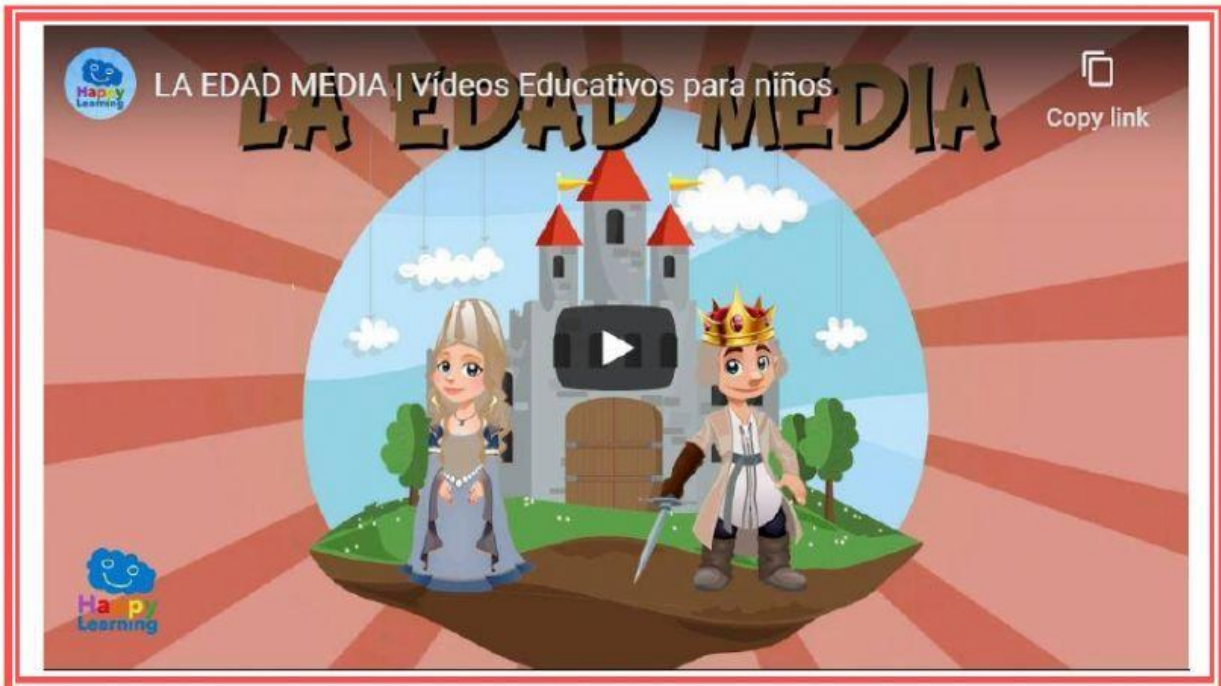 Happy
Learning
LA EDAD MEDIA | Vídeos Educativos para niños
Copy link
LA EDAD MEDIA
Happy
Learning